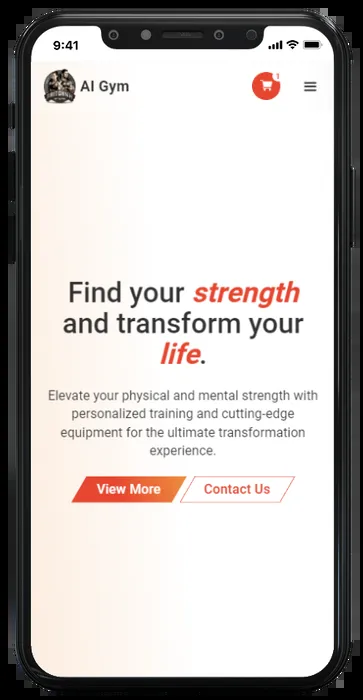 9:41
AI Gym
1
Find your strength
and transform your
life.
Elevate your physical and mental strength with
personalized training and cutting-edge
equipment for the ultimate transformation
experience.
View More
Contact Us